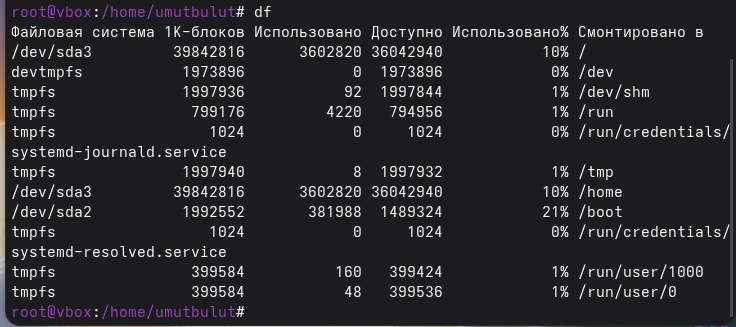 root@vbox:/home/umutbulut# df
Файловая система 1K-блоков Использовано Доступно Использовано% Смонтировано в
/dev/sda3 39842816 3602820 36042940 10% /
devtmpfs 1973896 0 1973896 0% /dev
tmpfs 1997936 92 1997844 1% /dev/shm
tmpfs 799176 4220 794956 1% /run
tmpfs 1024 0 1024 0% /run/credentials/
systemd-journald.service
tmpfs 1997940 8 1997932 1% /tmp
/dev/sda3 39842816 3602820 36042940 10% /home
/dev/sda2 1992552 381988 1489324 21% /boot
tmpfs 1024 0 1024 0% /run/credentials/
systemd-resolved.service
tmpfs 399584 160 399424 1% /run/user/1000
tmpfs 399584 48 399536 1% /run/user/0
root@vbox:/home/umutbulut#